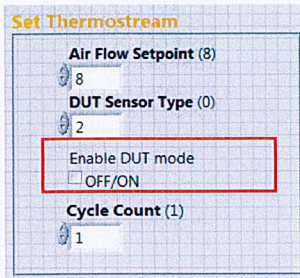 Set Thermostream
Air Flow Setpoint (8)
8
DUT Sensor Type (0)
2
Enable DUT mode
OFF/ON
Cycle Count (1)
1